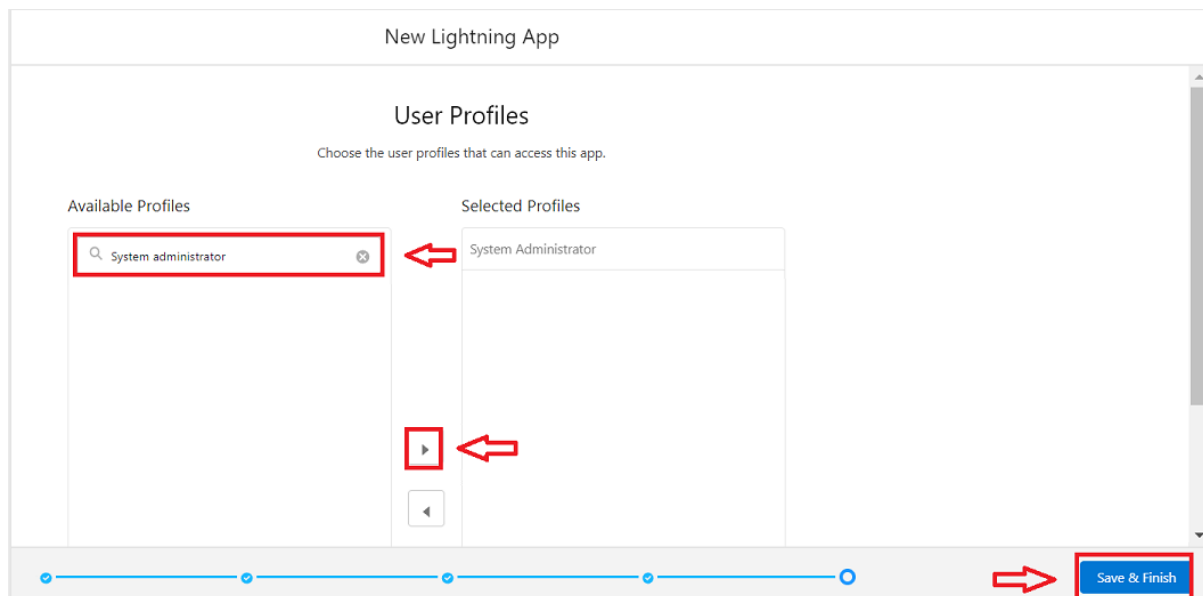 New Lightning App
User Profiles
Choose the user profiles that can access this app.
Available Profiles
Selected Profiles
System administrator
System Administrator
Save & Finish